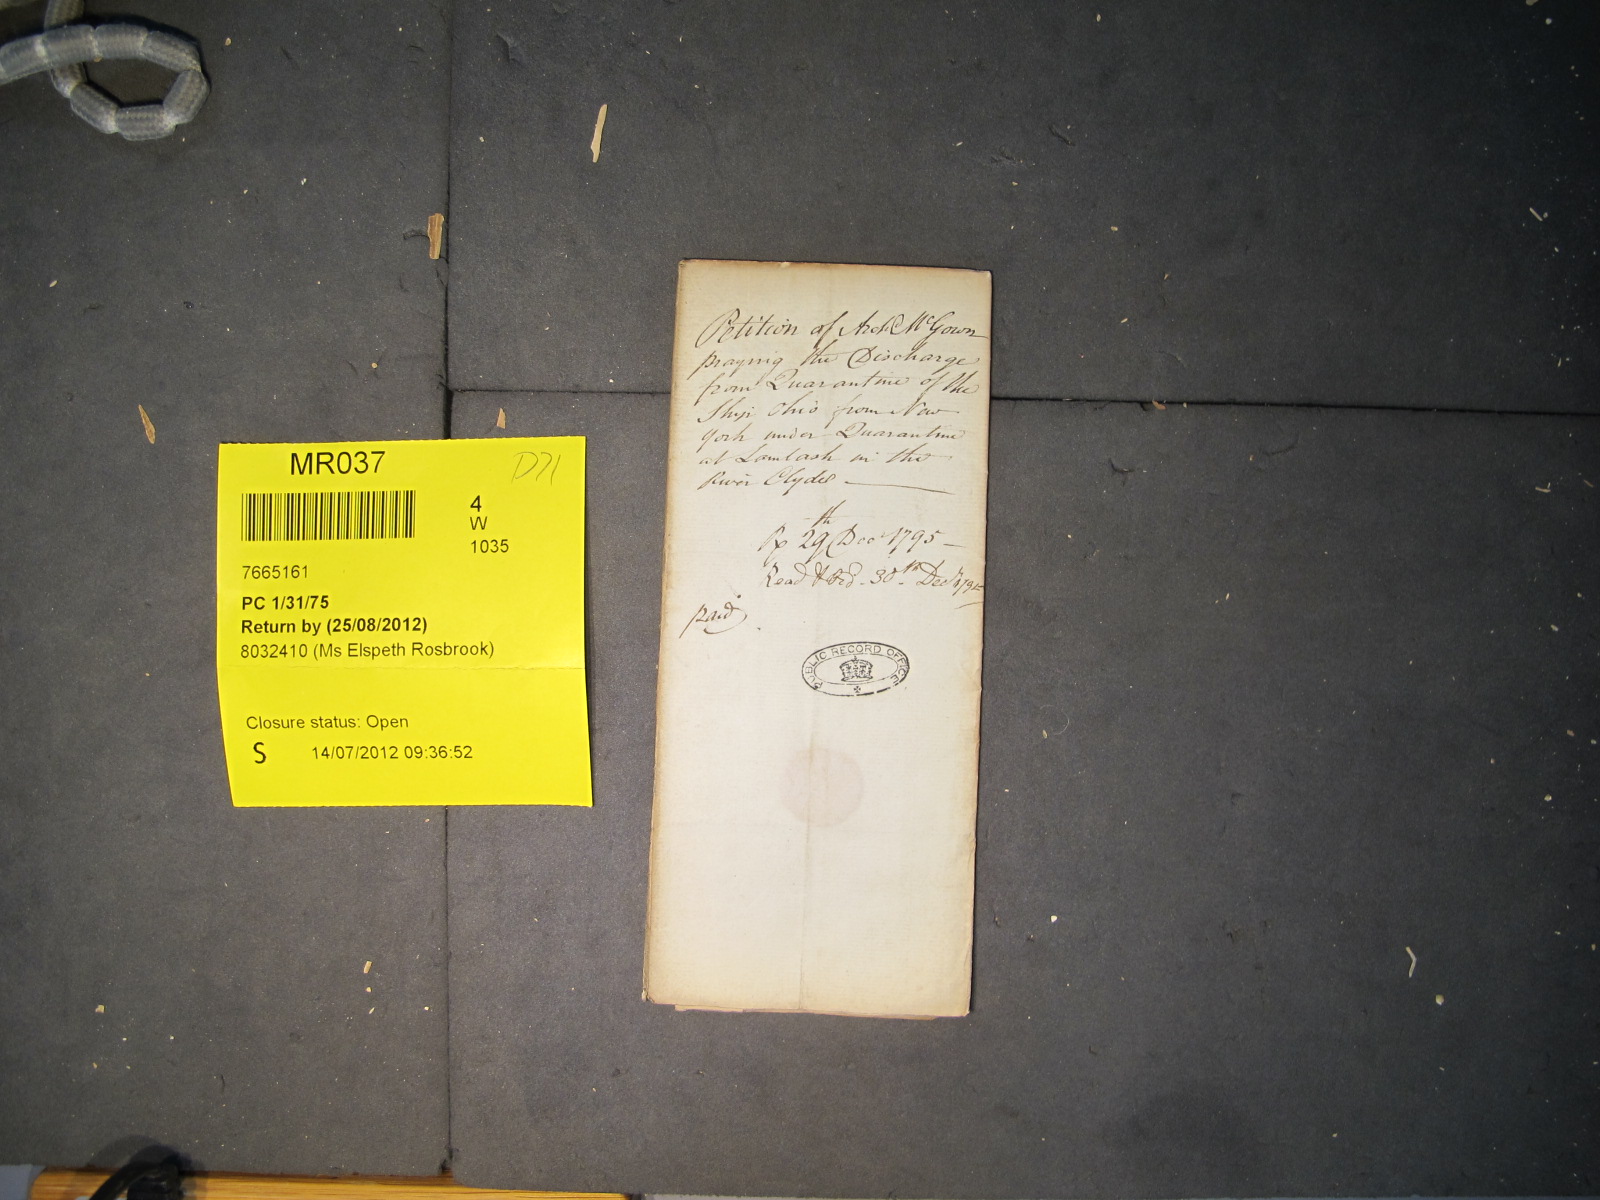 MR037
D71
4
W
1035
7665161
PC 1/31/75
Return by (25/08/2012)
8032410 (Ms Elspeth Rosbrook)
Closure status: Open
S 14/07/2012 09:36:52
Petition of Archd McGown
praying the Discharge
from Quarantine of the
Ship Ohio from New
York under Quarantine
at Lamlash in the
River Clyde
Rx 29th Dec 1795
Read & Ord. 30th Decr 1795
paid
PUBLIC RECORD OFFICE